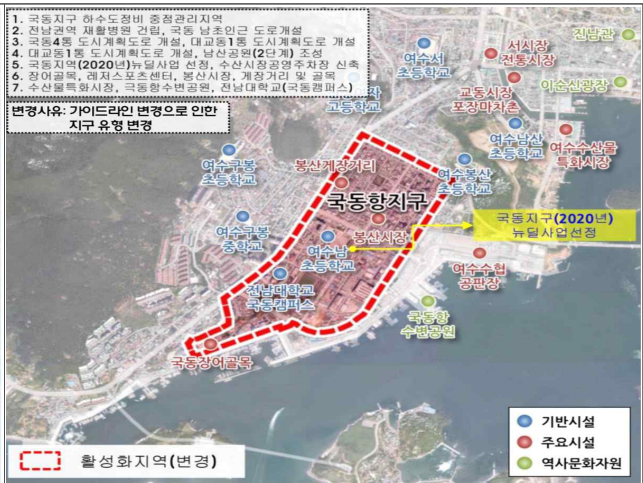 1. 국동지구 하수도정비 중점관리지역
2. 전남권역 재활병원 건립, 국동 남초인근 도로개설
3. 국동4통 도시계획도로 개설, 대교동1통 도시계획도로 개설
4. 대교동1통 도시계획도로 개설, 남산공원(2단계) 조성
5. 국동지역(2020년)뉴딜사업 선정, 수산시장공영주차장 신축
6. 장어골목, 레저스포츠센터, 봉산시장, 게장거리 및 골목
7. 수산물특화시장, 극동항수변공원, 전남대학교(국동캠퍼스)
변경사유: 가이드라인 변경으로 인한
지구 유형 변경
고등학교
여수서
초등학교
서시장
전통시장
진남관
이순신광장
교동시장
포장마차촌
여수남산
초등학교
여수수산물
특화시장
여수구봉
초등학교
봉산게장거리
여수봉산
초등학교
국동항지구
여수구봉
중학교
봉산시장
여수남
초등학교
국동지구(2020년)
뉴딜사업선정
여수수협
공판장
전남대학교
국동캠퍼스
국동항
수변공원
국동장어골목
기반시설
주요시설
역사문화자원
활성화지역(변경)